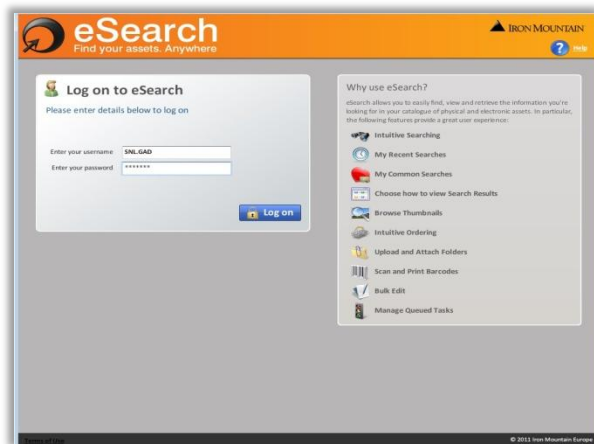 eSearch
Find your assets. Anywhere
IRON MOUNTAIN
Help
Log on to eSearch
Please enter details below to log on
Enter your username SNL.GAD
Enter your password *******
Log on
Why use eSearch?
eSearch allows you to easily find, view and retrieve the information you're
looking for in your catalogue of physical and electronic assets. In particular,
the following features provide a great user experience:
Intuitive Searching
My Recent Searches
My Common Searches
Choose how to view Search Results
Browse Thumbnails
Intuitive Ordering
Upload and Attach Folders
Scan and Print Barcodes
Bulk Edit
Manage Queued Tasks
Terms of Use
© 2011 Iron Mountain Europe